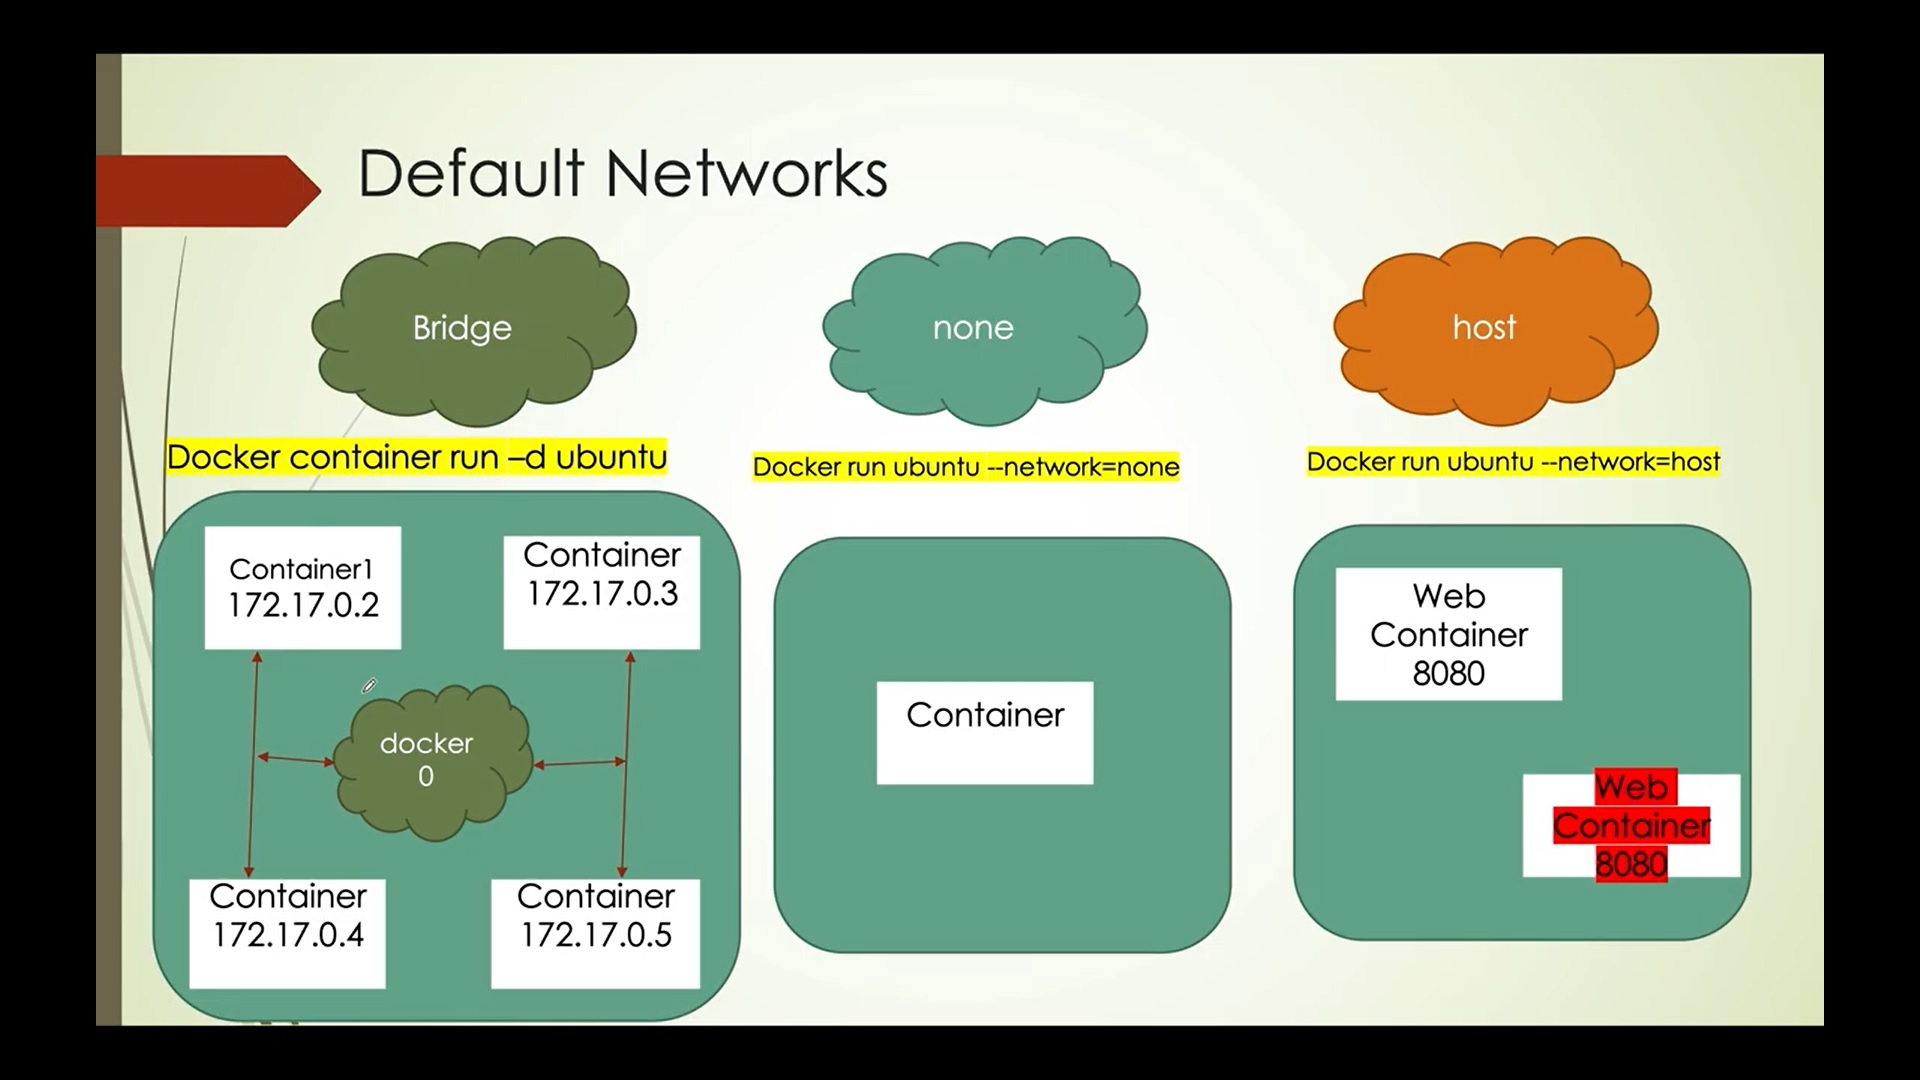 Default Networks
Bridge
none
host
Docker container run –d ubuntu
Docker run ubuntu --network=none
Docker run ubuntu --network=host
Container1
172.17.0.2
Container
172.17.0.3
docker
0
Container
172.17.0.4
Container
172.17.0.5
Container
Web
Container
8080
Web
Container
8080